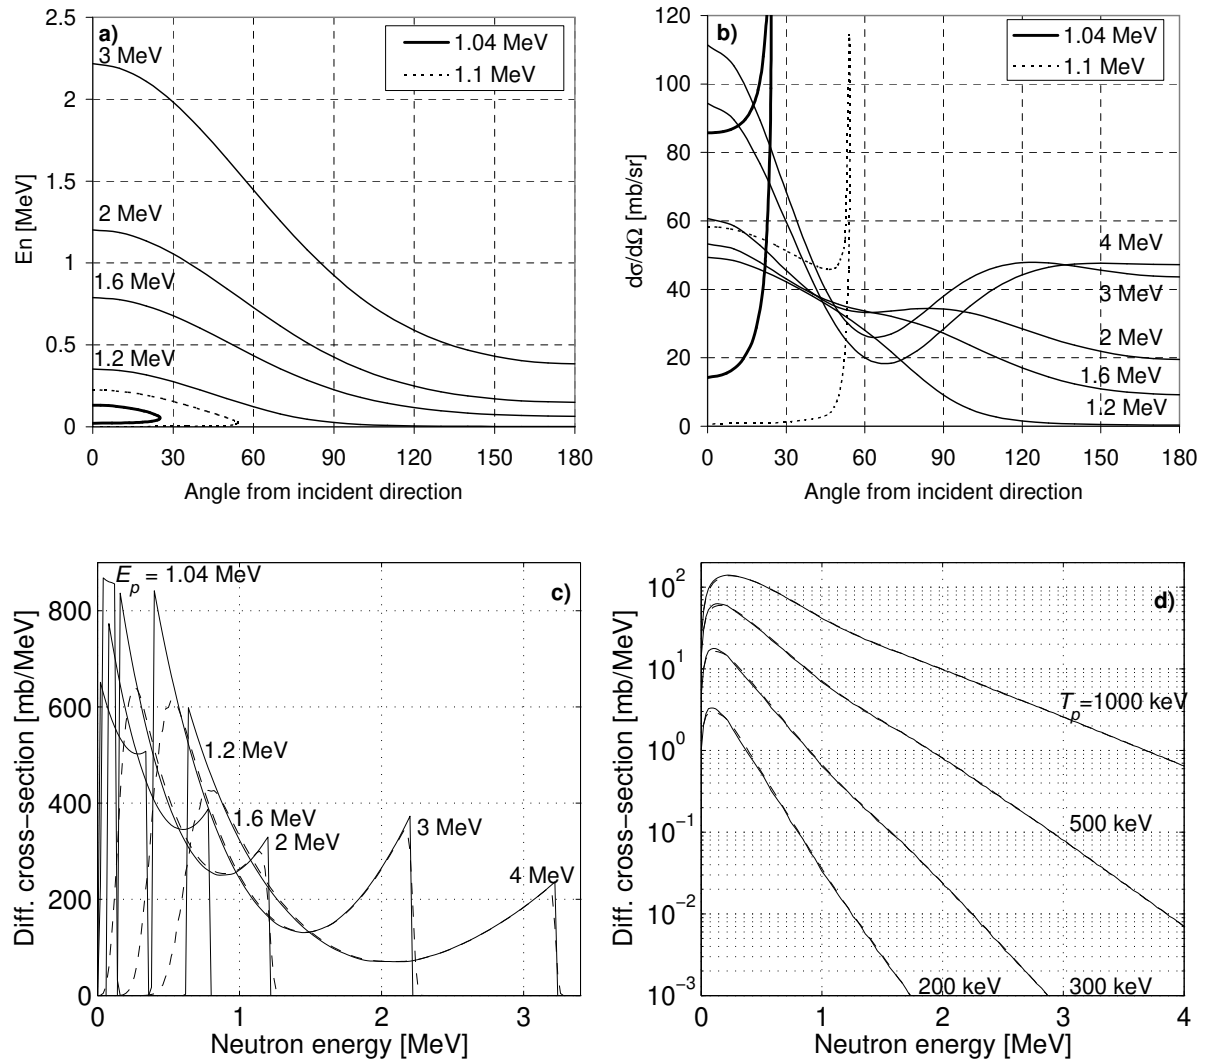 a)
1.04 MeV
1.1 MeV
3 MeV
2 MeV
1.6 MeV
1.2 MeV
2.5
2
1.5
1
0.5
0
En [MeV]
0 30 60 90 120 150 180
Angle from incident direction
b)
1.04 MeV
1.1 MeV
4 MeV
3 MeV
2 MeV
1.6 MeV
1.2 MeV
120
100
80
60
40
20
0
dσ/dΩ [mb/sr]
0 30 60 90 120 150 180
Angle from incident direction
c)
E_p = 1.04 MeV
1.2 MeV
1.6 MeV
2 MeV
3 MeV
4 MeV
800
600
400
200
0
Diff. cross-section [mb/MeV]
0 1 2 3
Neutron energy [MeV]
d)
T_p=1000 keV
500 keV
200 keV 300 keV
10^2
10^1
10^0
10^-1
10^-2
10^-3
Diff. cross-section [mb/MeV]
0 1 2 3 4
Neutron energy [MeV]